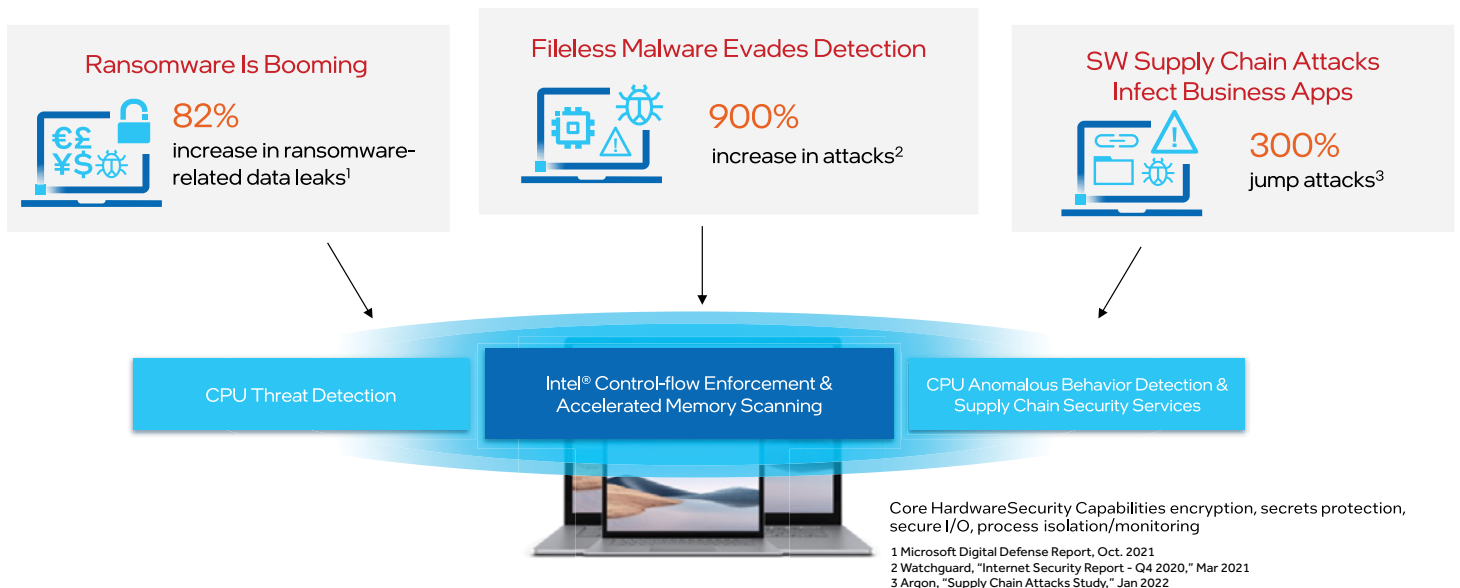 Ransomware Is Booming
€£
¥$
82%
increase in ransomware-
related data leaks¹
Fileless Malware Evades Detection
900%
increase in attacks²
SW Supply Chain Attacks
Infect Business Apps
300%
jump attacks³
CPU Threat Detection
Intel® Control-flow Enforcement &
Accelerated Memory Scanning
CPU Anomalous Behavior Detection &
Supply Chain Security Services
Core HardwareSecurity Capabilities encryption, secrets protection,
secure I/O, process isolation/monitoring
1 Microsoft Digital Defense Report, Oct. 2021
2 Watchguard, “Internet Security Report - Q4 2020,” Mar 2021
3 Argon, “Supply Chain Attacks Study,” Jan 2022